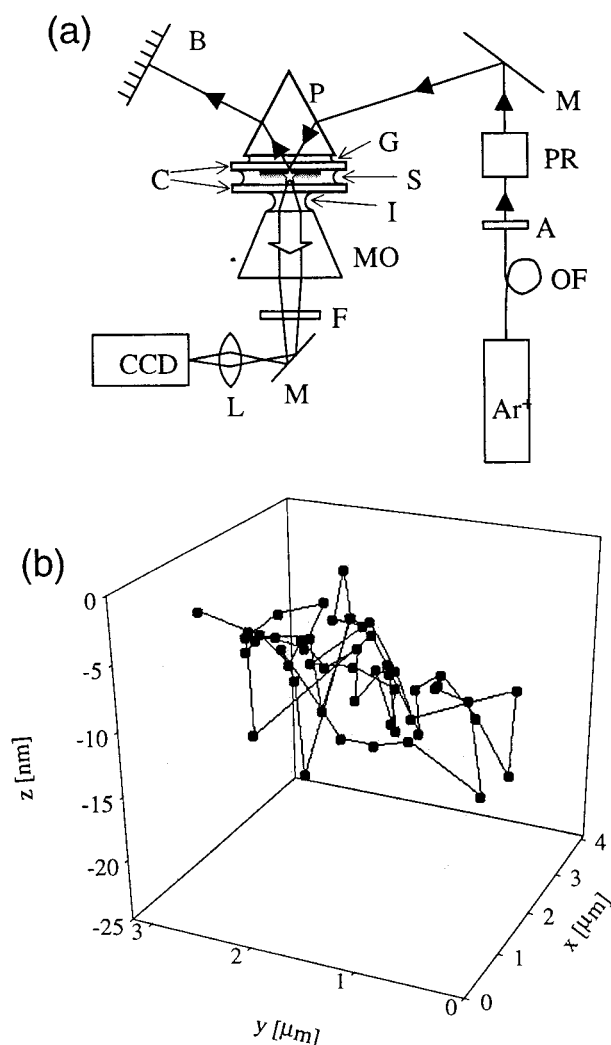 (a)
B
P
M
G
C
S
PR
I
A
MO
OF
F
CCD
L
M
Ar+
(b)
0
-5
-10
-15
-20
-25
z [nm]
3
2
1
0
y [μm]
0
1
2
3
4
x [μm]